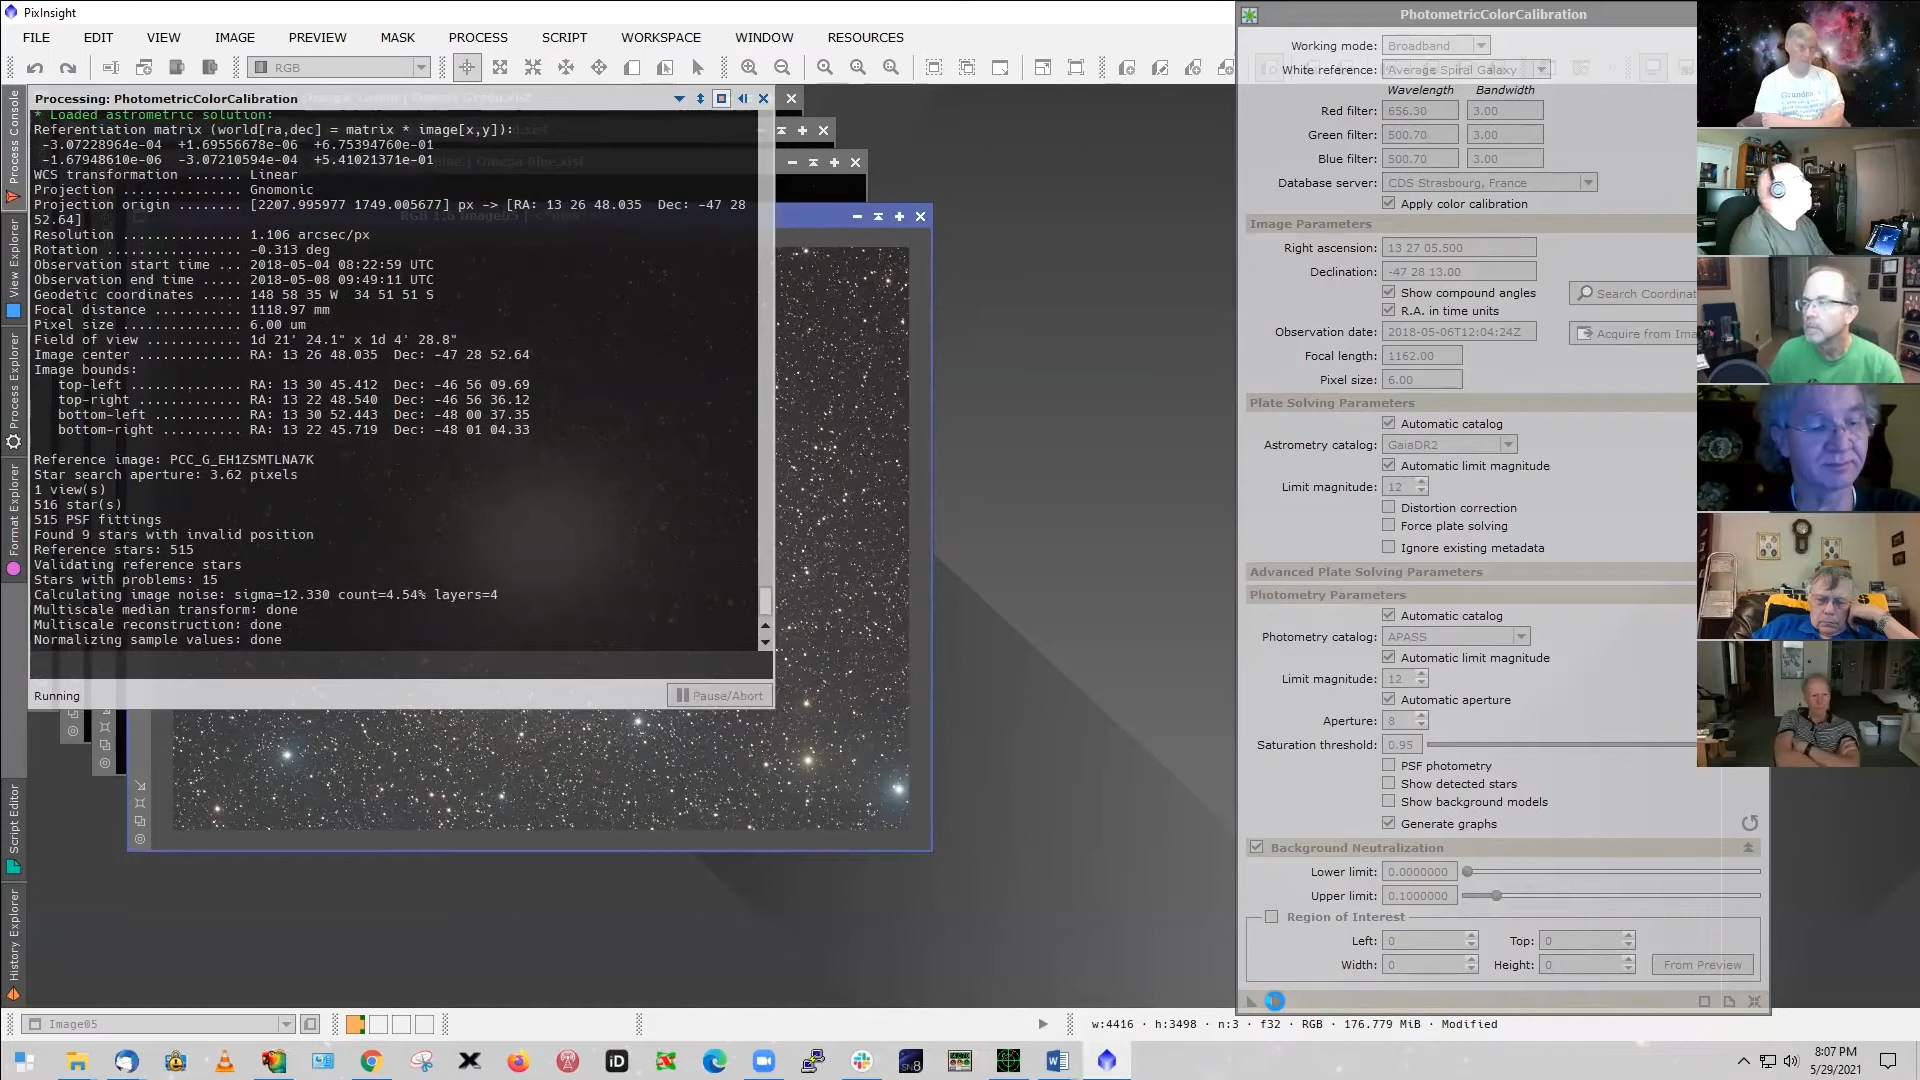 PixInsight
FILE EDIT VIEW IMAGE PREVIEW MASK PROCESS SCRIPT WORKSPACE WINDOW RESOURCES
RGB
Process Console
View Explorer
Process Explorer
Format Explorer
Script Editor
History Explorer
Processing: PhotometricColorCalibration
* Loaded astrometric solution:
Referentiation matrix (world[ra,dec] = matrix * image[x,y]):
-3.07228964e-04 +1.69556678e-06 +6.75394760e-01
-1.67948610e-06 -3.07210594e-04 +5.41021371e-01
WCS transformation ....... Linear
Projection ............... Gnomonic
Projection origin ........ [2207.995977 1749.005677] px -> [RA: 13 26 48.035 Dec: -47 28
52.64]
Resolution ............... 1.106 arcsec/px
Rotation ................. -0.313 deg
Observation start time ... 2018-05-04 08:22:59 UTC
Observation end time ..... 2018-05-08 09:49:11 UTC
Geodetic coordinates ..... 148 58 35 W 34 51 51 S
Focal distance ........... 1118.97 mm
Pixel size ............... 6.00 um
Field of view ............ 1d 21' 24.1" x 1d 4' 28.8"
Image center ............. RA: 13 26 48.035 Dec: -47 28 52.64
Image bounds:
top-left ............... RA: 13 30 45.412 Dec: -46 56 09.69
top-right .............. RA: 13 22 48.540 Dec: -46 56 36.12
bottom-left ............ RA: 13 30 52.443 Dec: -48 00 37.35
bottom-right ........... RA: 13 22 45.719 Dec: -48 01 04.33
Reference image: PCC_G_EH1ZSMTLNA7K
Star search aperture: 3.62 pixels
1 view(s)
516 star(s)
515 PSF fittings
Found 9 stars with invalid position
Reference stars: 515
Validating reference stars
Stars with problems: 15
Calculating image noise: sigma=12.330 count=4.54% layers=4
Multiscale median transform: done
Multiscale reconstruction: done
Normalizing sample values: done
Running
Pause/Abort
PhotometricColorCalibration
Working mode: Broadband
White reference: Average Spiral Galaxy
Wavelength Bandwidth
Red filter: 656.30 3.00
Green filter: 500.70 3.00
Blue filter: 500.70 3.00
Database server: CDS Strasbourg, France
Apply color calibration
Image Parameters
Right ascension: 13 27 05.500
Declination: -47 28 13.00
Show compound angles
Search Coordina
R.A. in time units
Observation date: 2018-05-06T12:04:24Z
Acquire from Ima
Focal length: 1162.00
Pixel size: 6.00
Plate Solving Parameters
Automatic catalog
Astrometry catalog: GaiaDR2
Automatic limit magnitude
Limit magnitude: 12
Distortion correction
Force plate solving
Ignore existing metadata
Advanced Plate Solving Parameters
Photometry Parameters
Automatic catalog
Photometry catalog: APASS
Automatic limit magnitude
Limit magnitude: 12
Automatic aperture
Aperture: 8
Saturation threshold: 0.95
PSF photometry
Show detected stars
Show background models
Generate graphs
Background Neutralization
Lower limit: 0.0000000
Upper limit: 0.1000000
Region of Interest
Left: 0 Top: 0
Width: 0 Height: 0 From Preview
Grandpa
Image05
w:4416 · h:3498 · n:3 · f32 · RGB · 176.779 MiB · Modified
iD
SN8
8:07 PM
5/29/2021